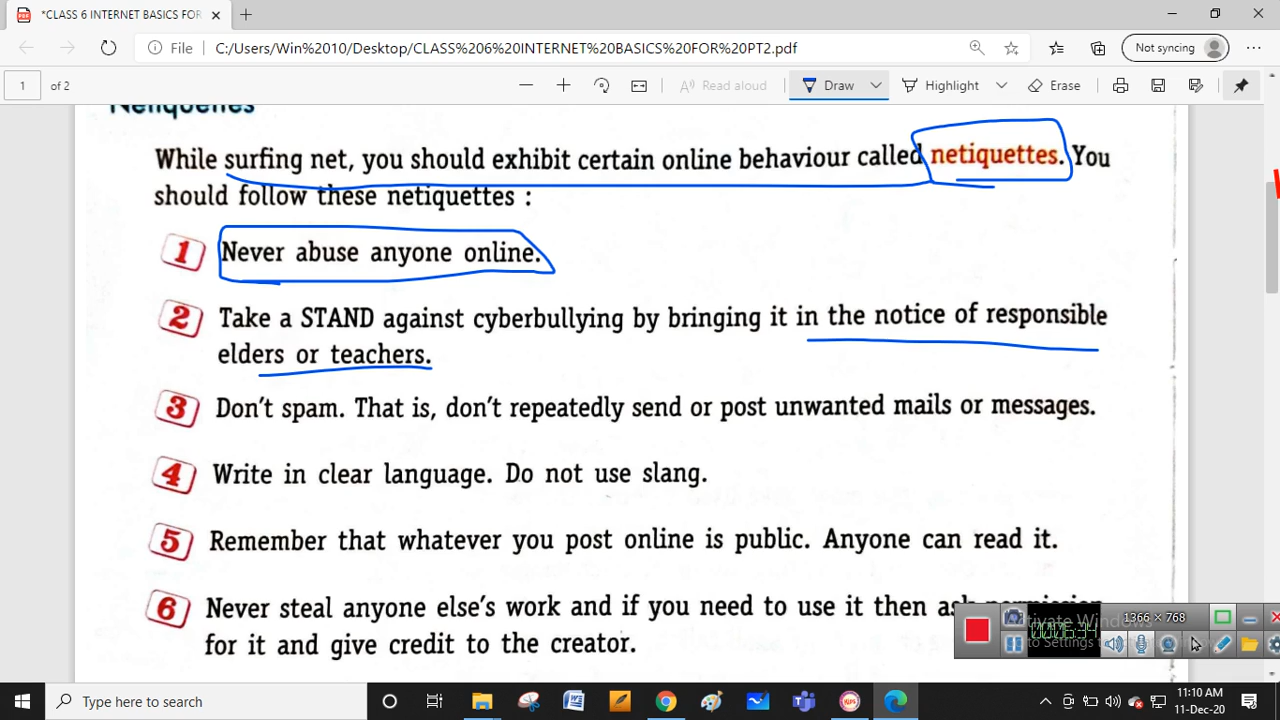 *CLASS 6 INTERNET BASICS FOR
File C:/Users/Win%2010/Desktop/CLASS%206%20INTERNET%20BASICS%20FOR%20PT2.pdf Not syncing
1 of 2 Read aloud Draw Highlight Erase
Netiquettes
While surfing net, you should exhibit certain online behaviour called netiquettes. You
should follow these netiquettes :
1 Never abuse anyone online.
2 Take a STAND against cyberbullying by bringing it in the notice of responsible
elders or teachers.
3 Don't spam. That is, don't repeatedly send or post unwanted mails or messages.
4 Write in clear language. Do not use slang.
5 Remember that whatever you post online is public. Anyone can read it.
6 Never steal anyone else's work and if you need to use it then ask permission
for it and give credit to the creator.
Activate Windows
1366 × 768
to Settings to
Type here to search
11:10 AM
11-Dec-20